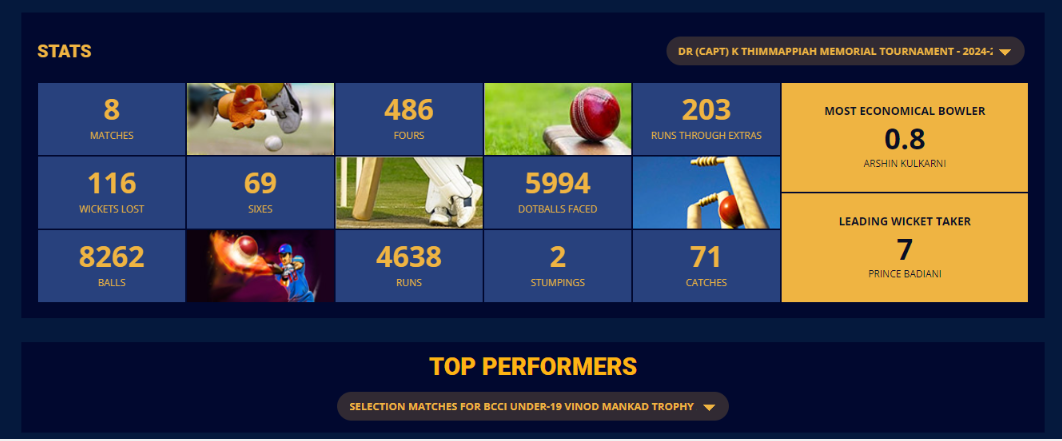 STATS
DR (CAPT) K THIMMAPPIAH MEMORIAL TOURNAMENT - 2024-
8
MATCHES
486
FOURS
203
RUNS THROUGH EXTRAS
MOST ECONOMICAL BOWLER
0.8
ARSHIN KULKARNI
116
WICKETS LOST
69
SIXES
5994
DOTBALLS FACED
LEADING WICKET TAKER
7
PRINCE BADIANI
8262
BALLS
4638
RUNS
2
STUMPINGS
71
CATCHES
TOP PERFORMERS
SELECTION MATCHES FOR BCCI UNDER-19 VINOD MANKAD TROPHY